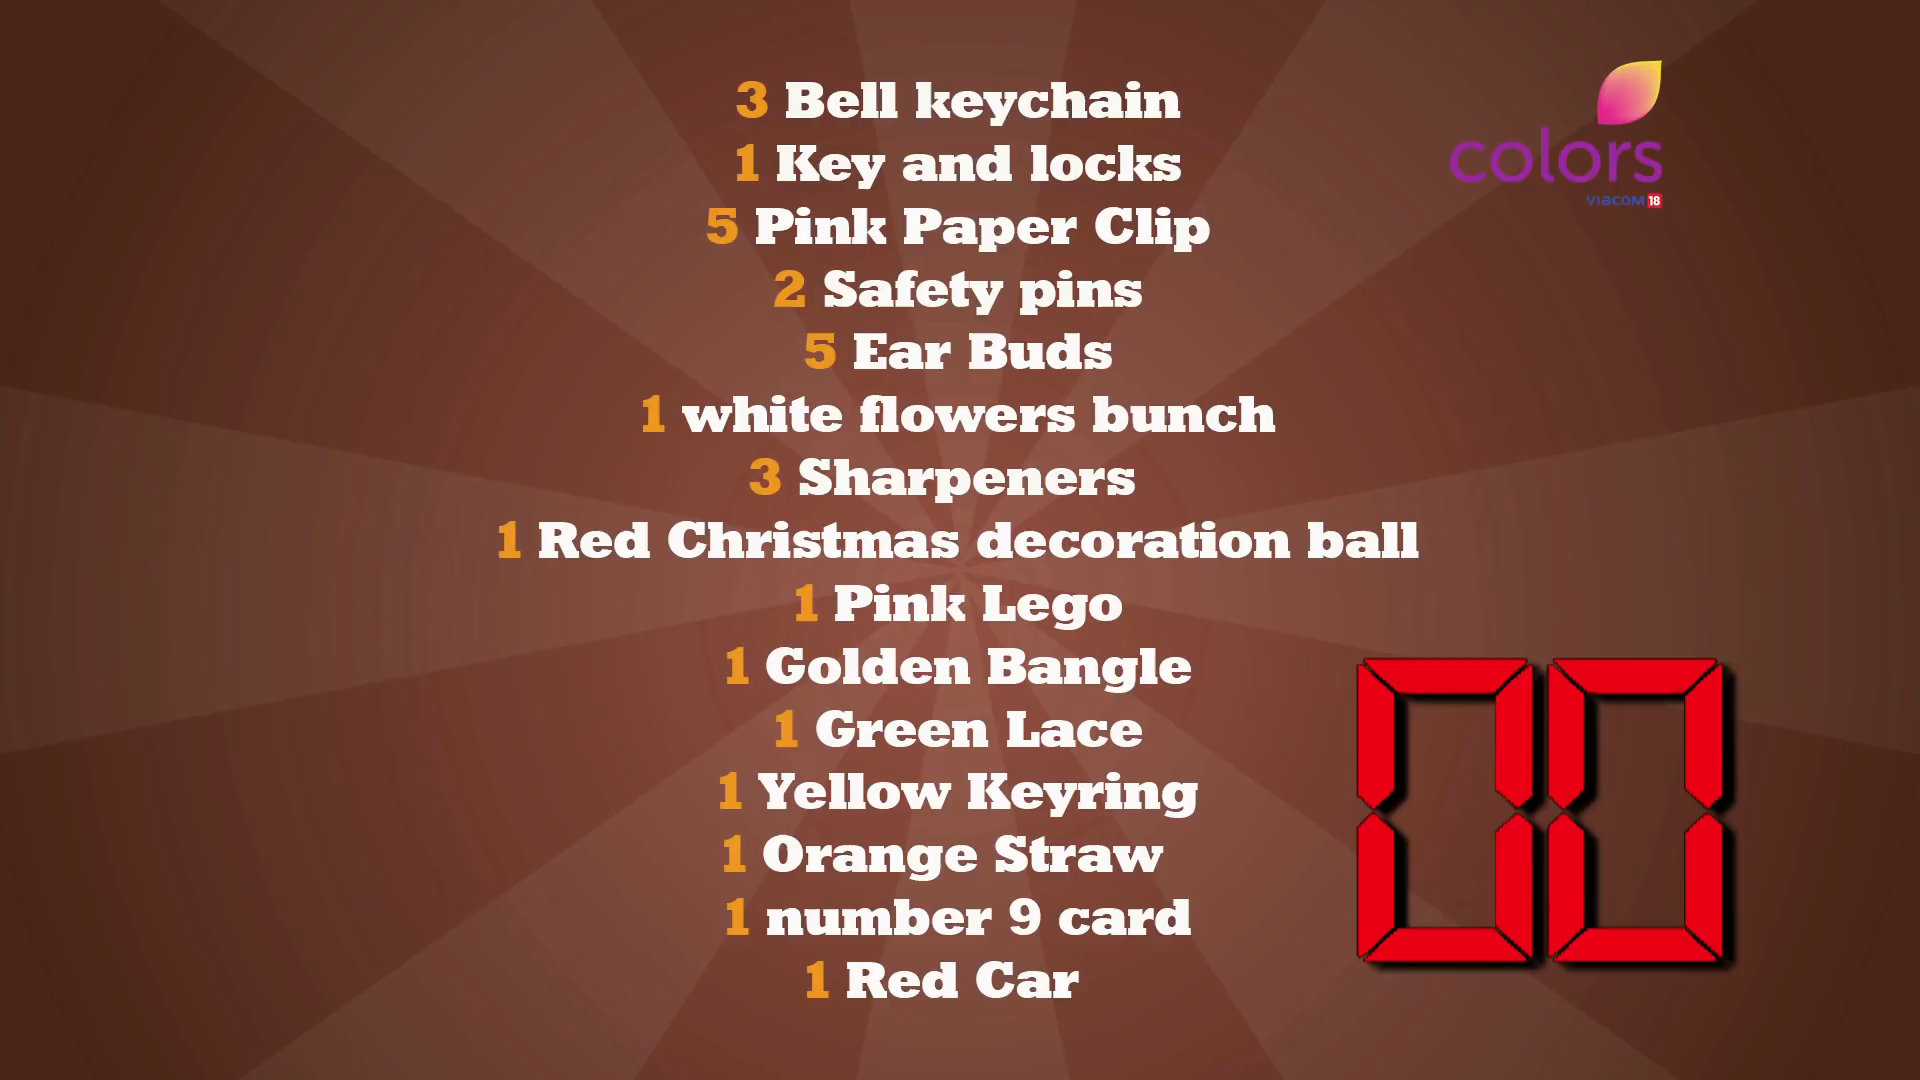 3 Bell keychain
1 Key and locks
5 Pink Paper Clip
2 Safety pins
5 Ear Buds
1 white flowers bunch
3 Sharpeners
1 Red Christmas decoration ball
1 Pink Lego
1 Golden Bangle
1 Green Lace
1 Yellow Keyring
1 Orange Straw
1 number 9 card
1 Red Car
colors
VIACOM 18
00